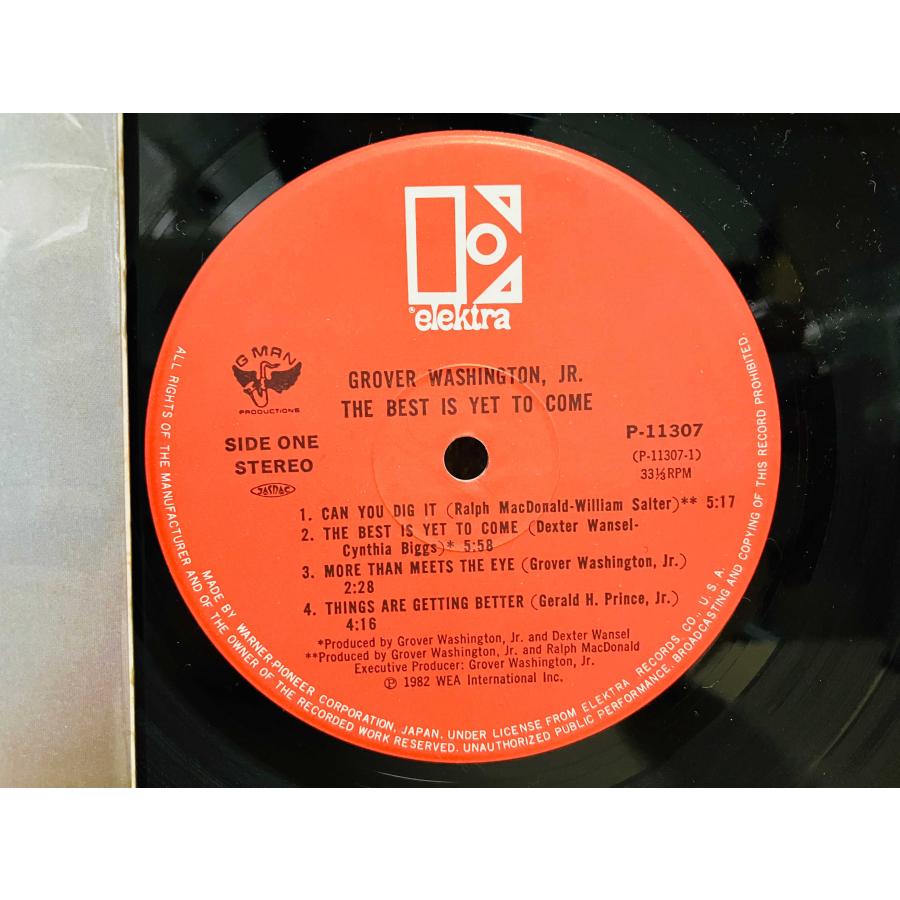 ® elektra
G MAN
PRODUCTIONS
GROVER WASHINGTON, JR.
THE BEST IS YET TO COME
SIDE ONE
STEREO
JASRAC
P-11307
(P-11307-1)
33⅓RPM
1. CAN YOU DIG IT (Ralph MacDonald-William Salter)** 5:17
2. THE BEST IS YET TO COME (Dexter Wansel-
Cynthia Biggs)* 5:58
3. MORE THAN MEETS THE EYE (Grover Washington, Jr.)
2:28
4. THINGS ARE GETTING BETTER (Gerald H. Prince, Jr.)
4:16
*Produced by Grover Washington, Jr. and Dexter Wansel
**Produced by Grover Washington, Jr. and Ralph MacDonald
Executive Producer: Grover Washington, Jr.
℗ 1982 WEA International Inc.
MADE BY WARNER-PIONEER CORPORATION, JAPAN. UNDER LICENSE FROM ELEKTRA RECORDS CO., U.S.A.
ALL RIGHTS OF THE MANUFACTURER AND OF THE OWNER OF THE RECORDED WORK RESERVED. UNAUTHORIZED PUBLIC PERFORMANCE, BROADCASTING AND COPYING OF THIS RECORD PROHIBITED.